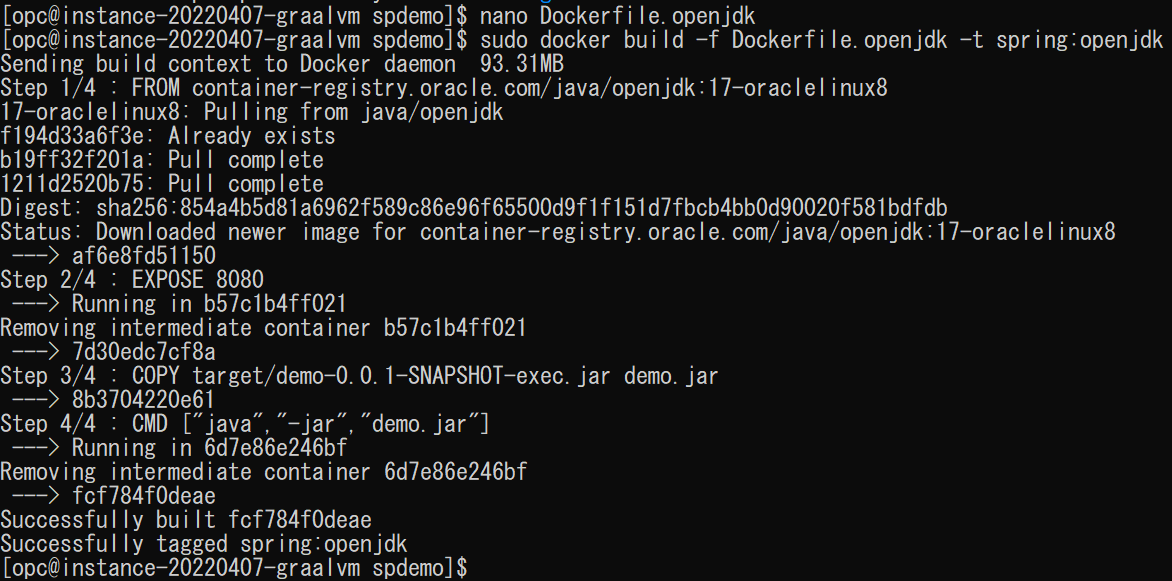 [opc@instance-20220407-graalvm spdemo]$ nano Dockerfile.openjdk
[opc@instance-20220407-graalvm spdemo]$ sudo docker build -f Dockerfile.openjdk -t spring:openjdk
Sending build context to Docker daemon  93.31MB
Step 1/4 : FROM container-registry.oracle.com/java/openjdk:17-oraclelinux8
17-oraclelinux8: Pulling from java/openjdk
f194d33a6f3e: Already exists
b19ff32f201a: Pull complete
1211d2520b75: Pull complete
Digest: sha256:854a4b5d81a6962f589c86e96f65500d9f1f151d7fbcb4bb0d90020f581bdfdb
Status: Downloaded newer image for container-registry.oracle.com/java/openjdk:17-oraclelinux8
 ---> af6e8fd51150
Step 2/4 : EXPOSE 8080
 ---> Running in b57c1b4ff021
Removing intermediate container b57c1b4ff021
 ---> 7d30edc7cf8a
Step 3/4 : COPY target/demo-0.0.1-SNAPSHOT-exec.jar demo.jar
 ---> 8b3704220e61
Step 4/4 : CMD ["java","-jar","demo.jar"]
 ---> Running in 6d7e86e246bf
Removing intermediate container 6d7e86e246bf
 ---> fcf784f0deae
Successfully built fcf784f0deae
Successfully tagged spring:openjdk
[opc@instance-20220407-graalvm spdemo]$